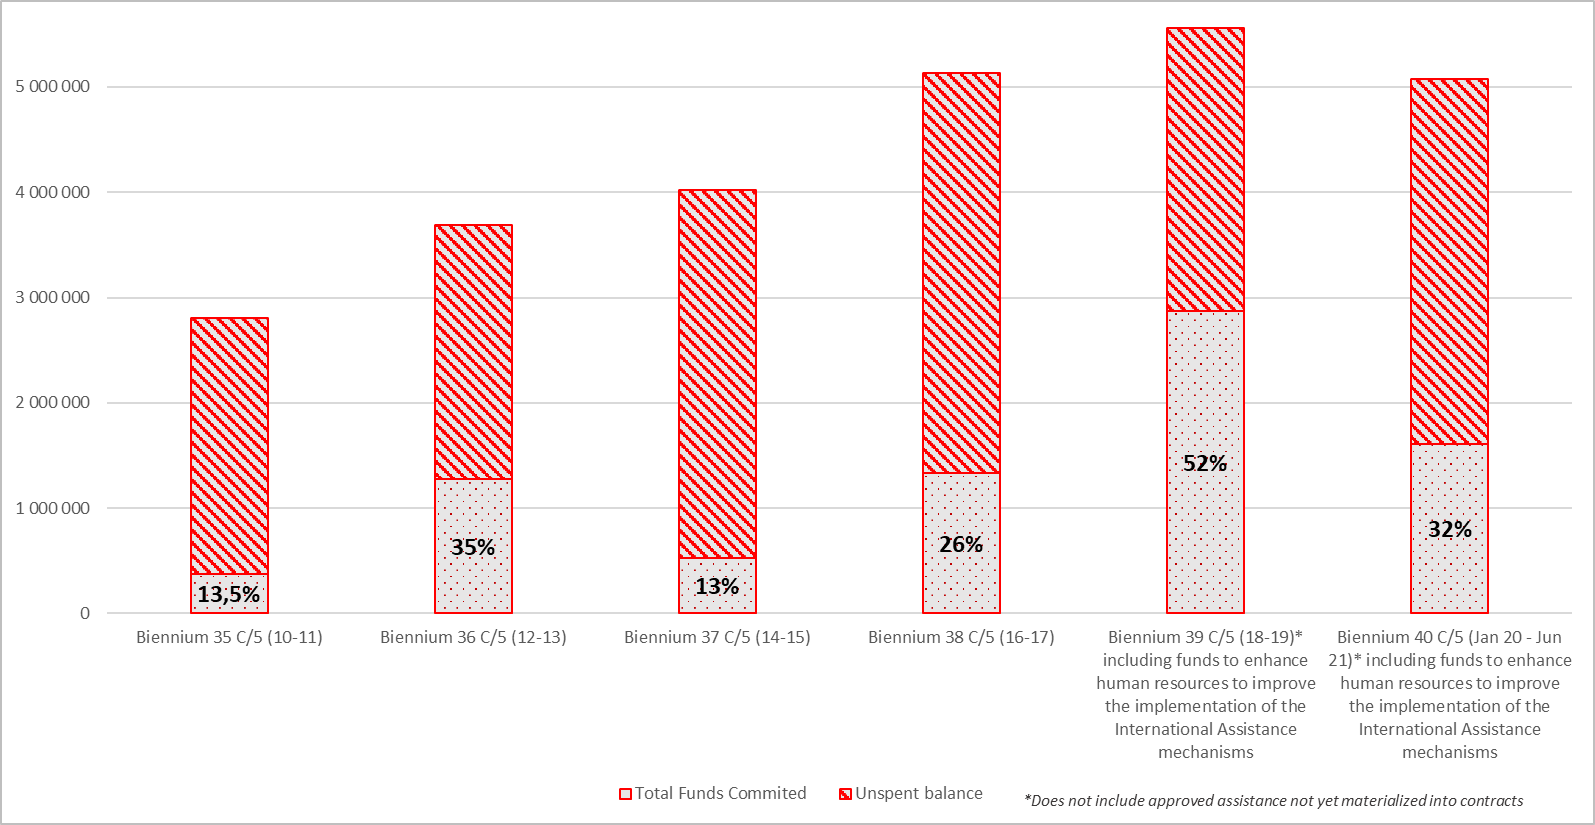 5 000 000
4 000 000
3 000 000
2 000 000
1 000 000
0
13,5%
35%
13%
26%
52%
32%
Biennium 35 C/5 (10-11)
Biennium 36 C/5 (12-13)
Biennium 37 C/5 (14-15)
Biennium 38 C/5 (16-17)
Biennium 39 C/5 (18-19)*
including funds to enhance
human resources to improve
the implementation of the
International Assistance
mechanisms
Biennium 40 C/5 (Jan 20 - Jun
21)* including funds to enhance
human resources to improve
the implementation of the
International Assistance
mechanisms
Total Funds Commited
Unspent balance
*Does not include approved assistance not yet materialized into contracts